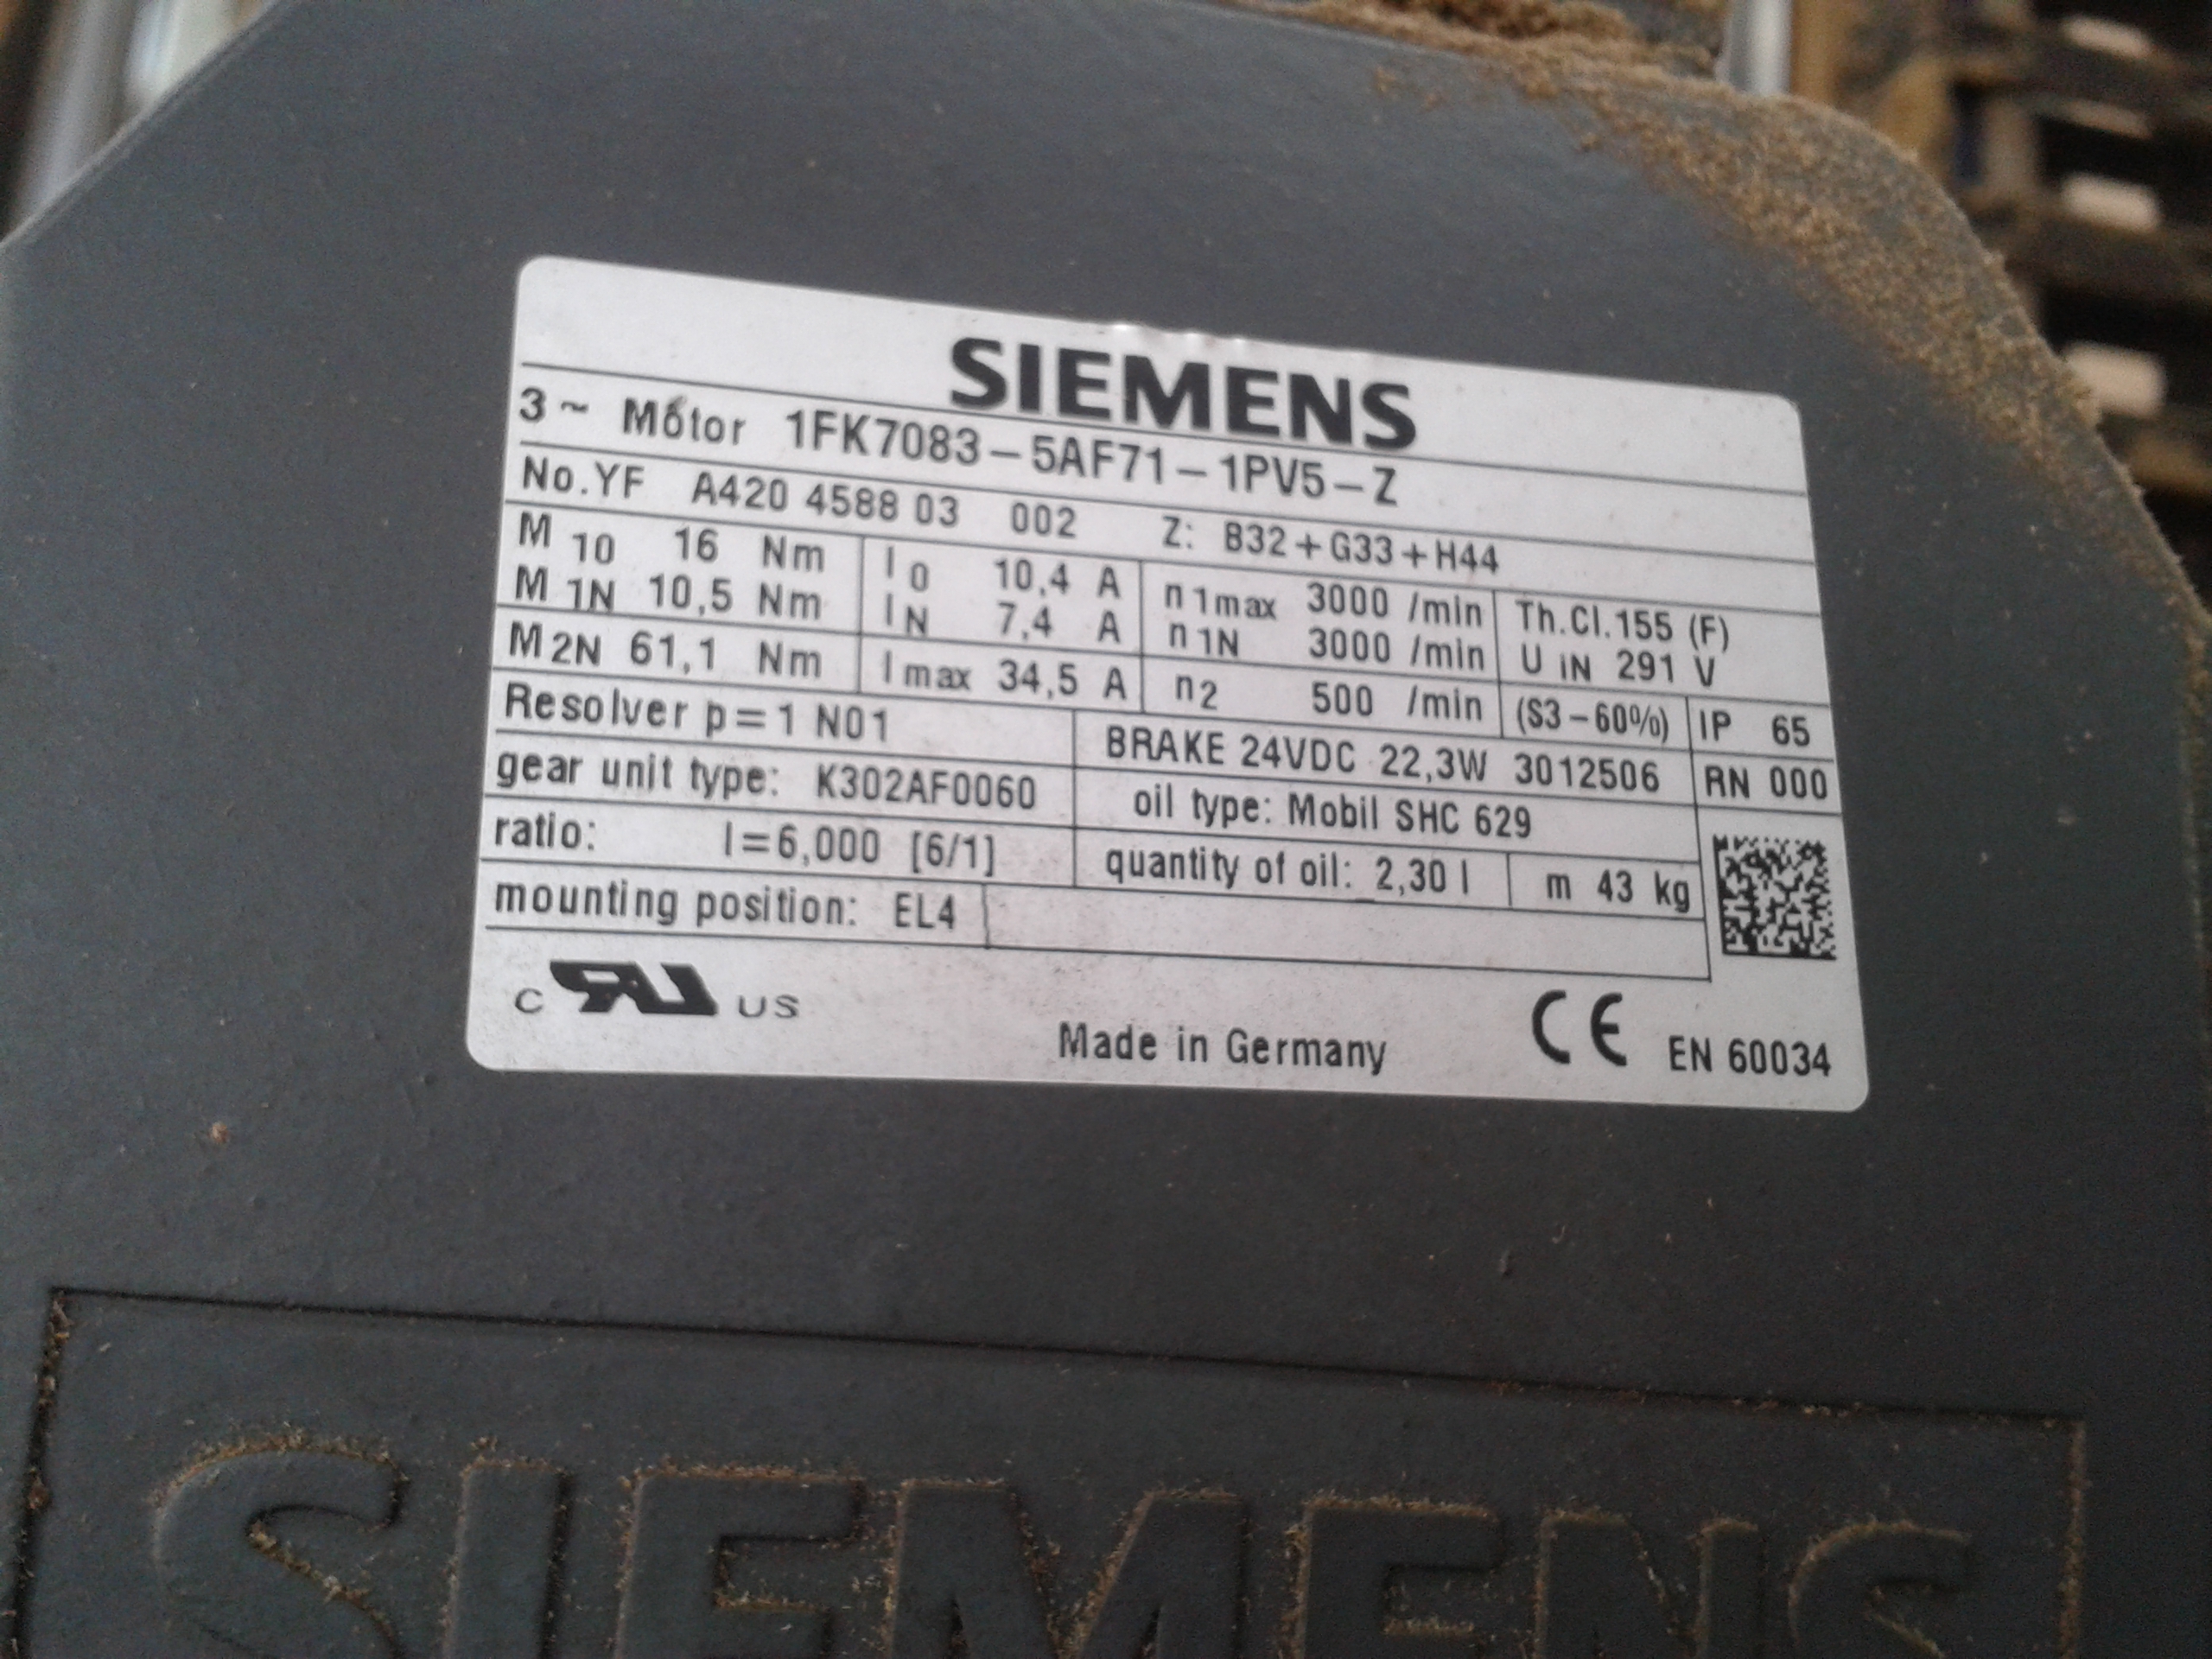 SIEMENS
3 ~ Motor 1FK7083-5AF71-1PV5-Z
No.YF A420 4588 03 002 Z: B32+G33+H44
M 10 16 Nm I 0 10,4 A n 1max 3000 /min Th.Cl.155 (F)
M 1N 10,5 Nm I N 7,4 A n 1N 3000 /min U iN 291 V
M 2N 61,1 Nm I max 34,5 A n2 500 /min (S3-60%) IP 65
Resolver p=1 N01 BRAKE 24VDC 22,3W 3012506 RN 000
gear unit type: K302AF0060 oil type: Mobil SHC 629
ratio: I=6,000 [6/1] quantity of oil: 2,30 l m 43 kg
mounting position: EL4
C RU US Made in Germany CE EN 60034
SIEMENS